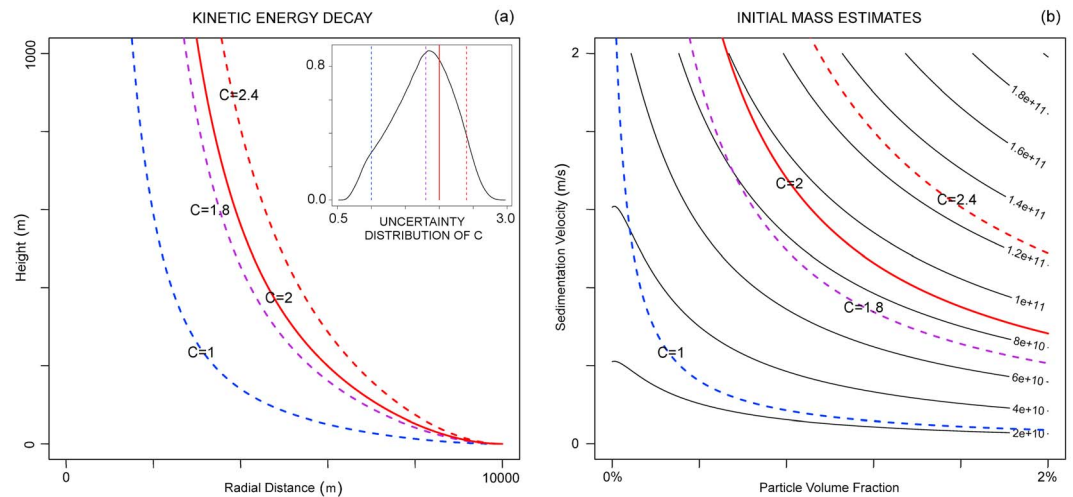 KINETIC ENERGY DECAY
(a)
1000
Height (m)
0
C=2.4
C=1.8
C=2
C=1
0.8
0.0
0.5
3.0
UNCERTAINTY
DISTRIBUTION OF C
0
10000
Radial Distance (m)
INITIAL MASS ESTIMATES
(b)
2
Sedimentation Velocity (m/s)
0
1.8e+11
1.6e+11
1.4e+11
1.2e+11
1e+11
8e+10
6e+10
4e+10
2e+10
C=2
C=2.4
C=1.8
C=1
0%
2%
Particle Volume Fraction